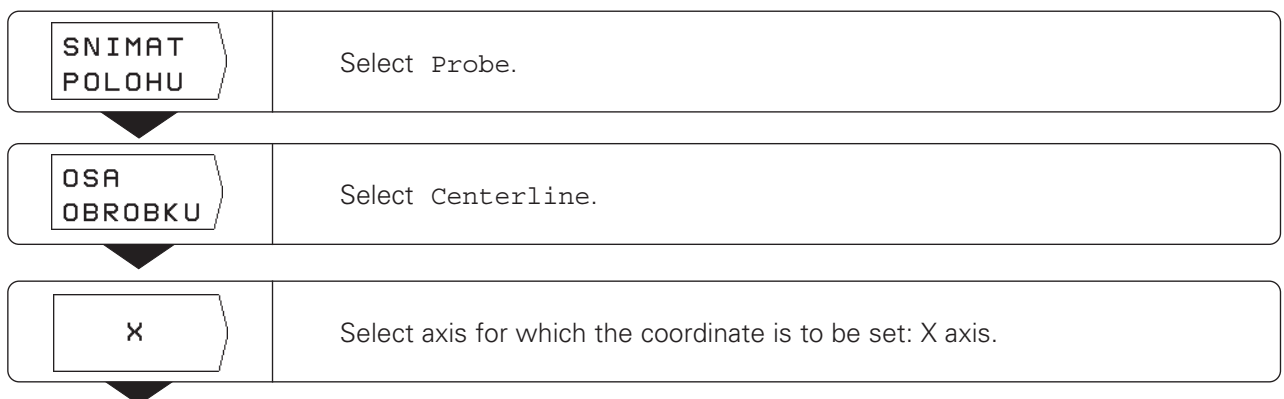 SNIMAT
POLOHU
Select Probe.
OSA
OBROBKU
Select Centerline.
X
Select axis for which the coordinate is to be set: X axis.